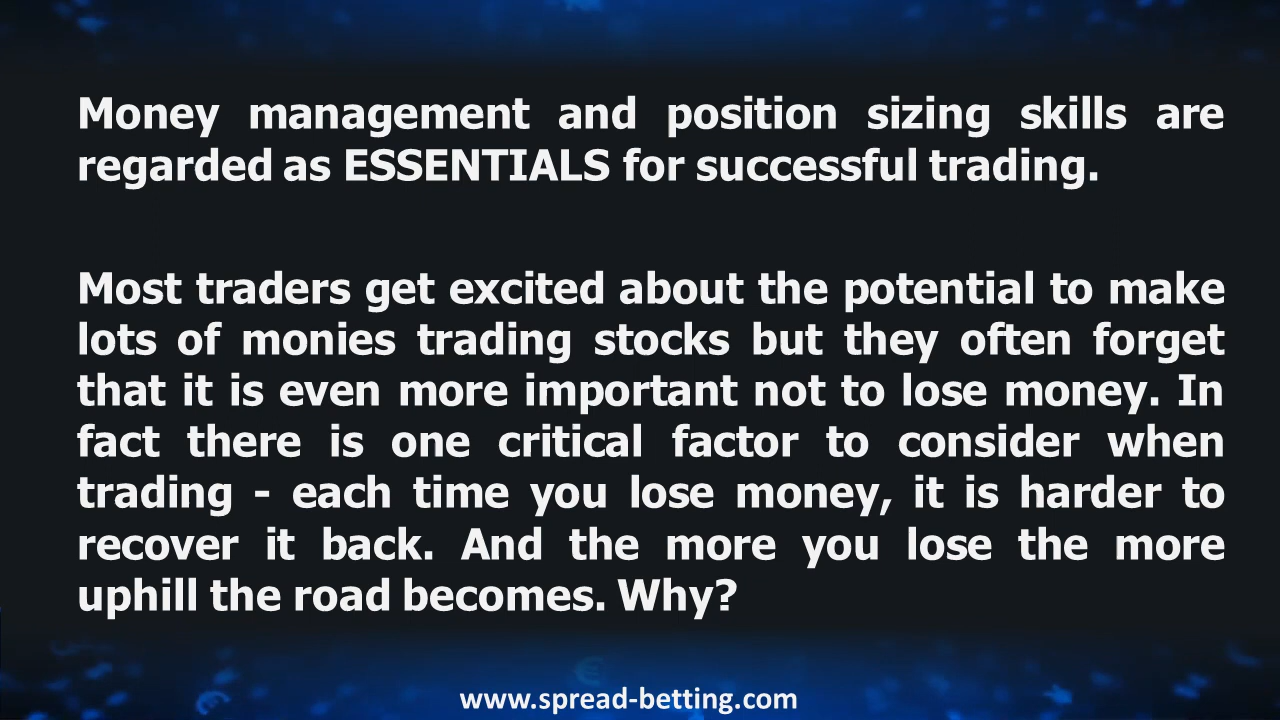 Money management and position sizing skills are
regarded as ESSENTIALS for successful trading.
Most traders get excited about the potential to make
lots of monies trading stocks but they often forget
that it is even more important not to lose money. In
fact there is one critical factor to consider when
trading - each time you lose money, it is harder to
recover it back. And the more you lose the more
uphill the road becomes. Why?
www.spread-betting.com